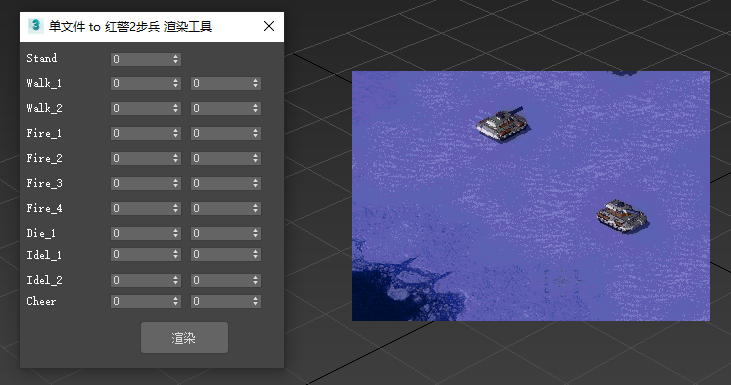 3 单文件 to 红警2步兵 渲染工具
Stand 0
Walk_1 0 0
Walk_2 0 0
Fire_1 0 0
Fire_2 0 0
Fire_3 0 0
Fire_4 0 0
Die_1 0 0
Idel_1 0 0
Idel_2 0 0
Cheer 0 0
渲染